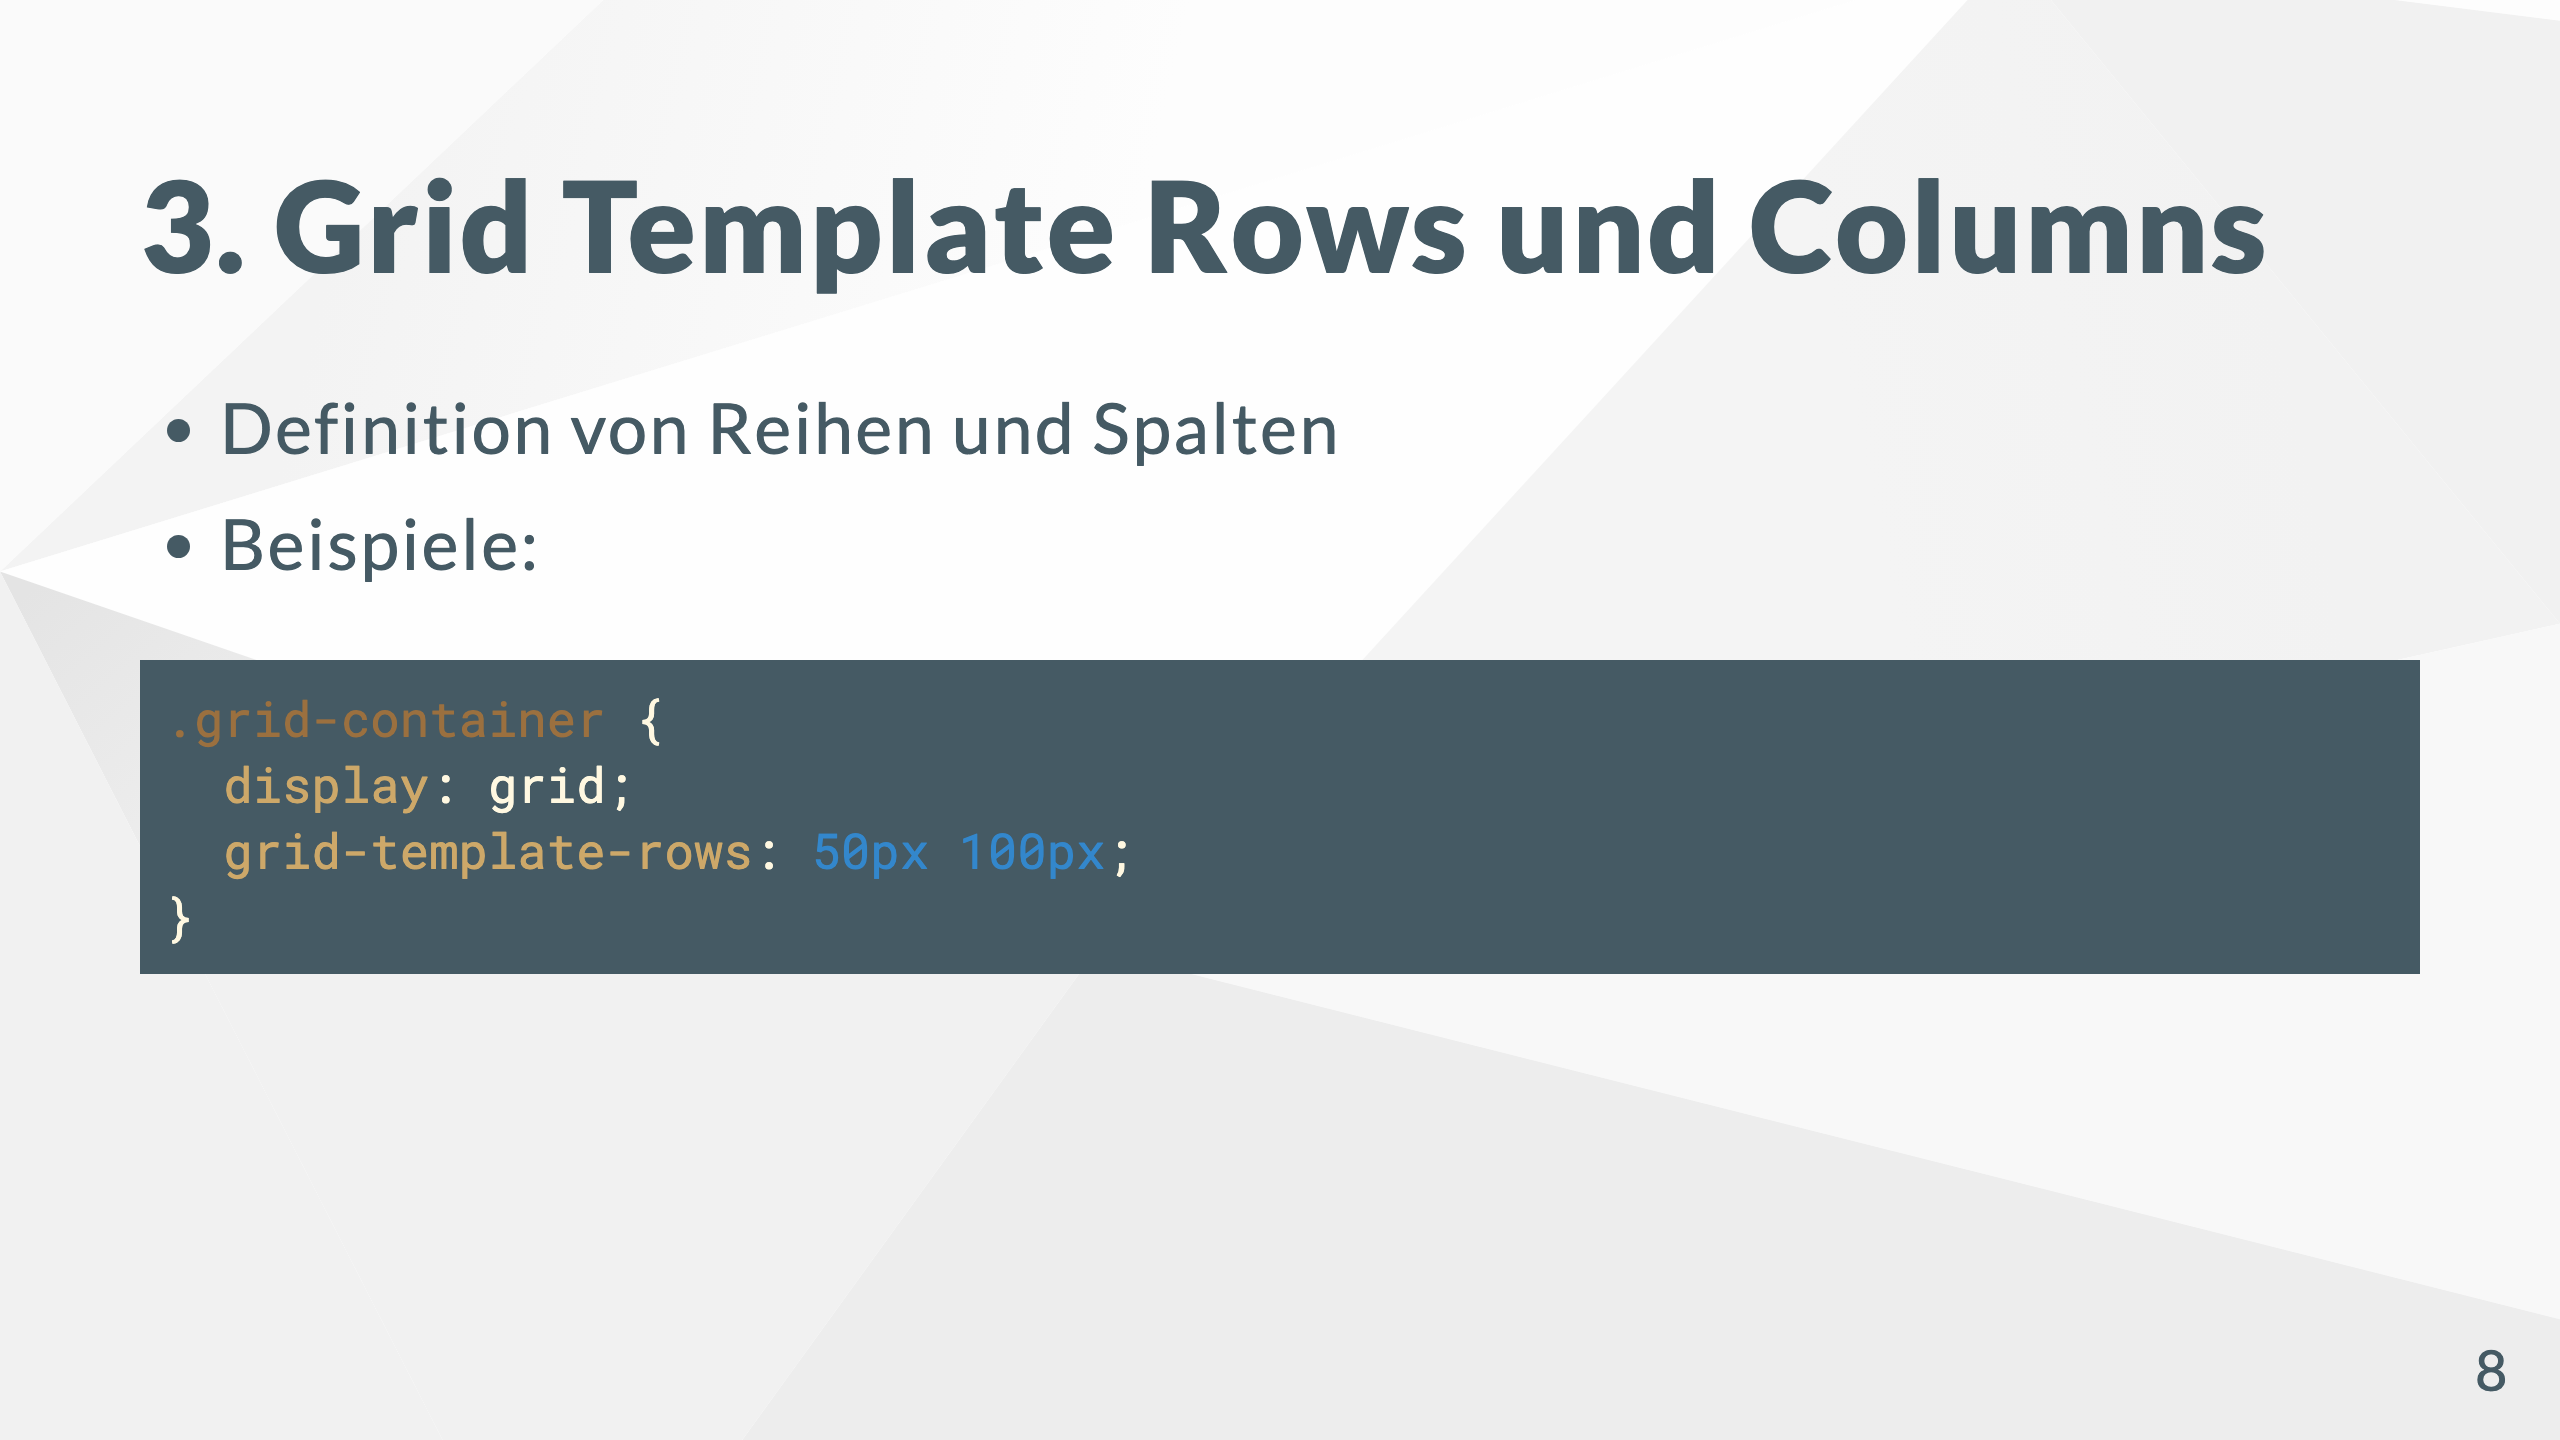 3. Grid Template Rows und Columns
• Definition von Reihen und Spalten
• Beispiele:
.grid-container {
  display: grid;
  grid-template-rows: 50px 100px;
}
8